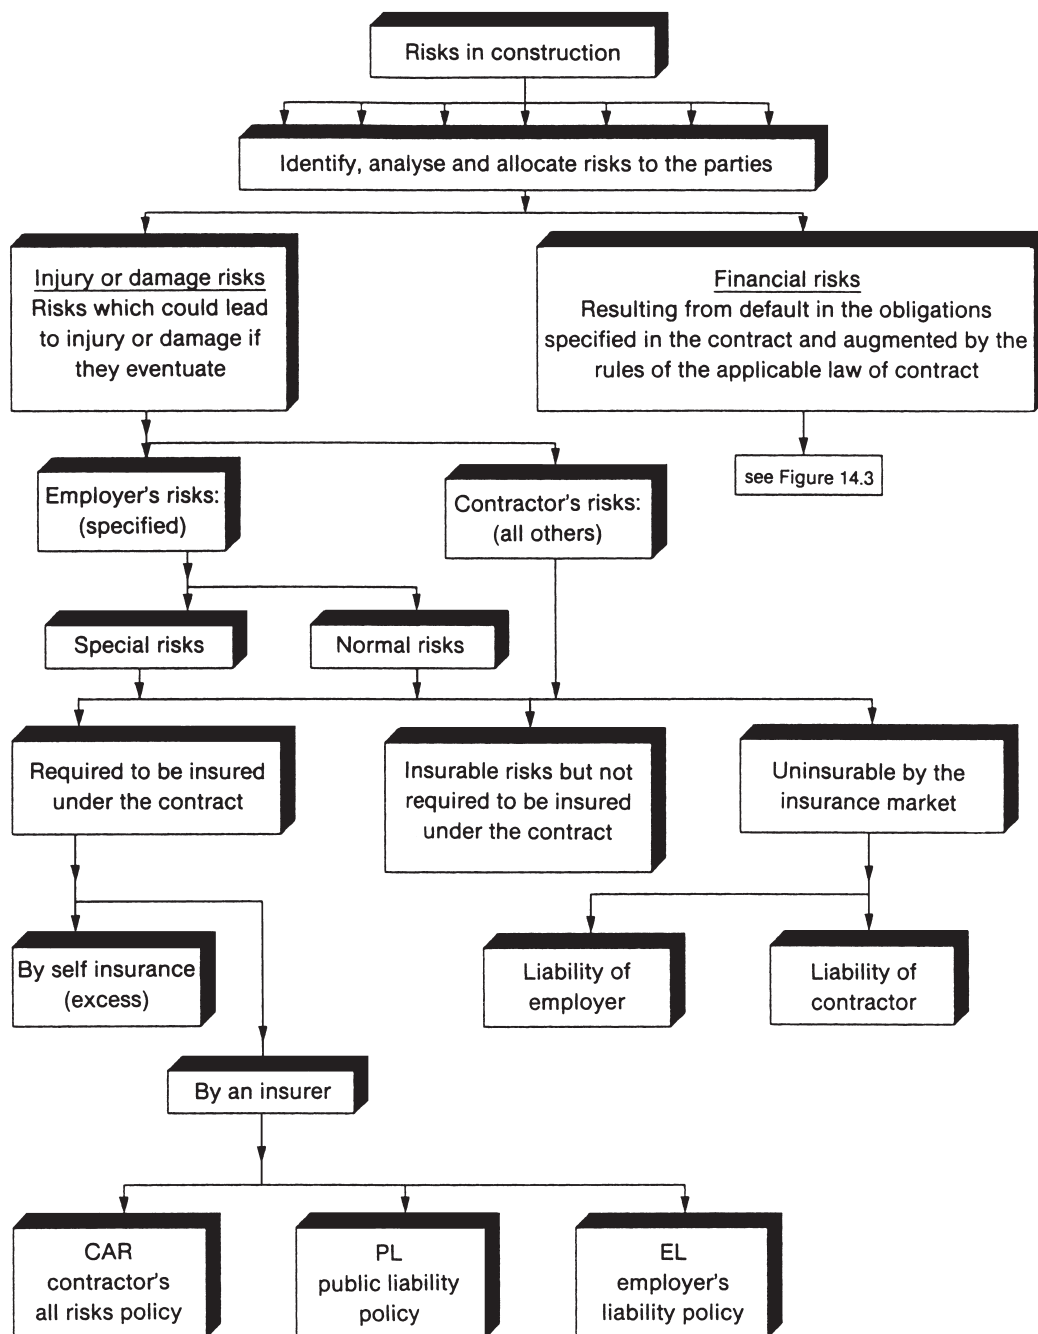 Risks in construction
Identify, analyse and allocate risks to the parties
Injury or damage risks
Risks which could lead
to injury or damage if
they eventuate
Financial risks
Resulting from default in the obligations
specified in the contract and augmented by the
rules of the applicable law of contract
see Figure 14.3
Employer's risks:
(specified)
Contractor's risks:
(all others)
Special risks
Normal risks
Required to be insured
under the contract
Insurable risks but not
required to be insured
under the contract
Uninsurable by the
insurance market
By self insurance
(excess)
Liability of
employer
Liability of
contractor
By an insurer
CAR
contractor's
all risks policy
PL
public liability
policy
EL
employer's
liability policy